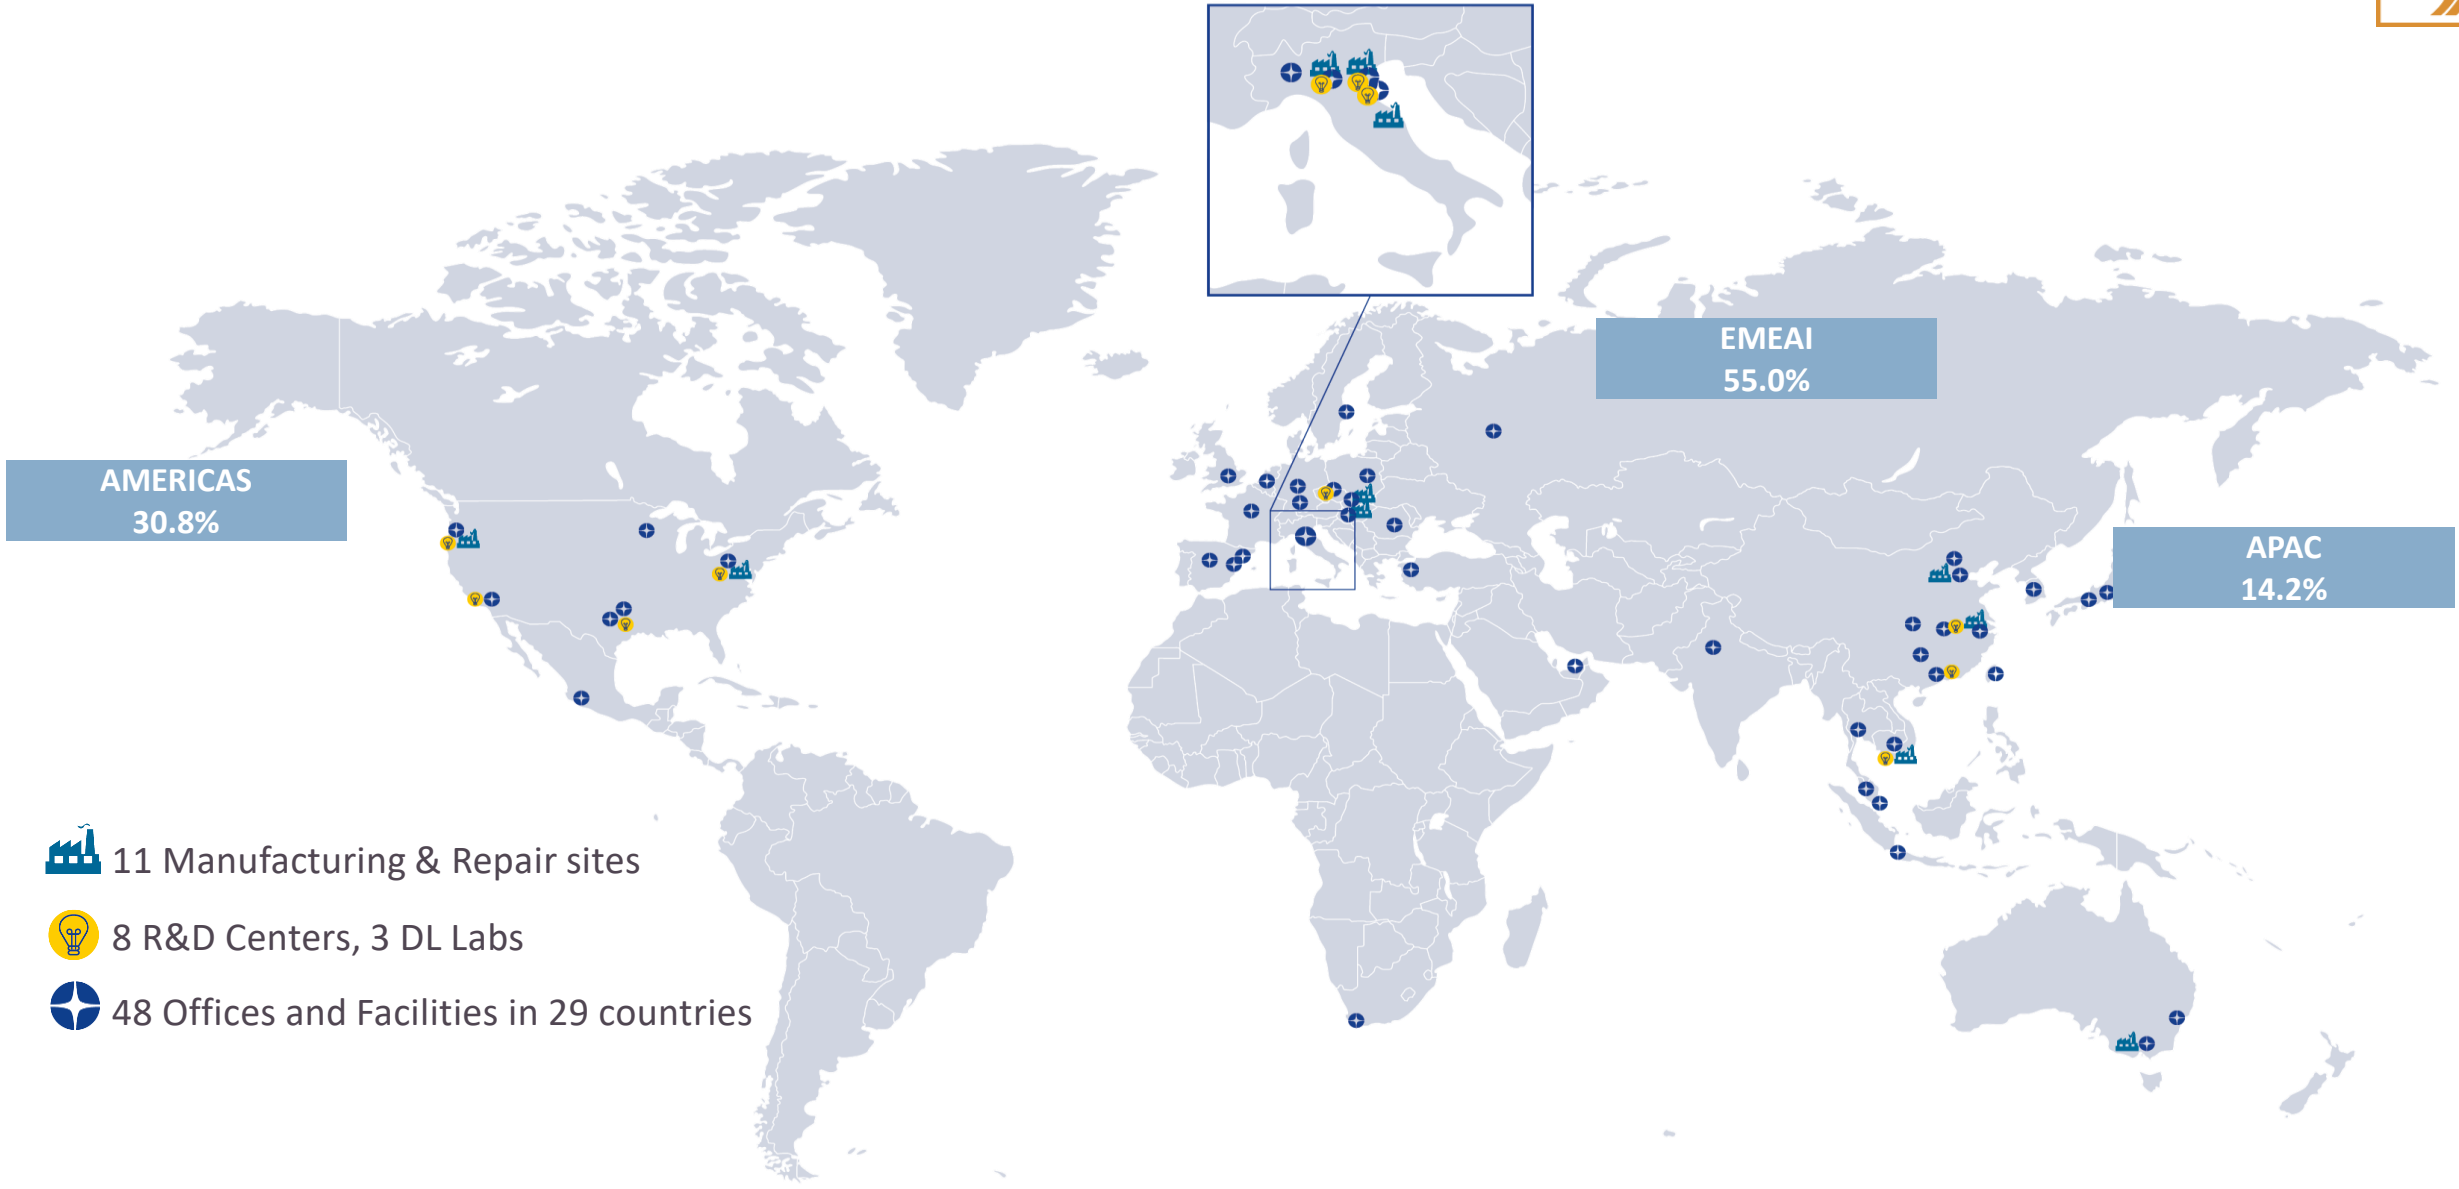 EMEAI
55.0%
AMERICAS
30.8%
APAC
14.2%
11 Manufacturing & Repair sites
8 R&D Centers, 3 DL Labs
48 Offices and Facilities in 29 countries